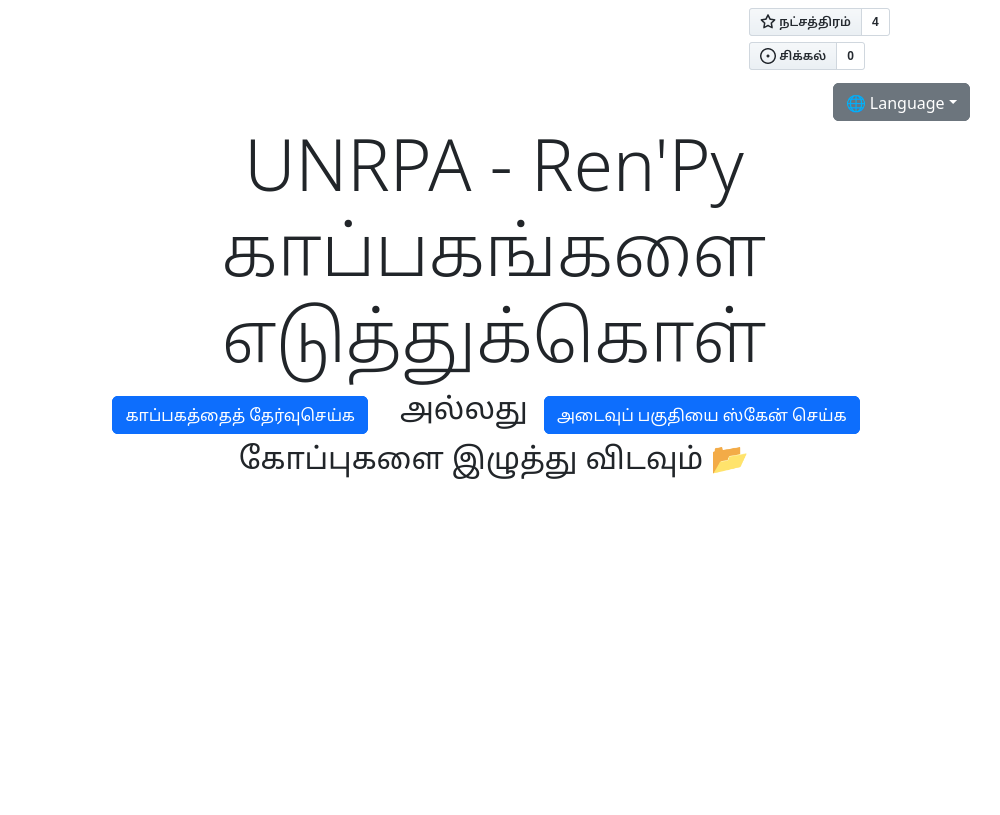 நட்சத்திரம் 4
சிக்கல் 0
🌐 Language
UNRPA - Ren'Py
காப்பகங்களை
எடுத்துக்கொள்
காப்பகத்தைத் தேர்வுசெய்க அல்லது அடைவுப் பகுதியை ஸ்கேன் செய்க
கோப்புகளை இழுத்து விடவும் 📂